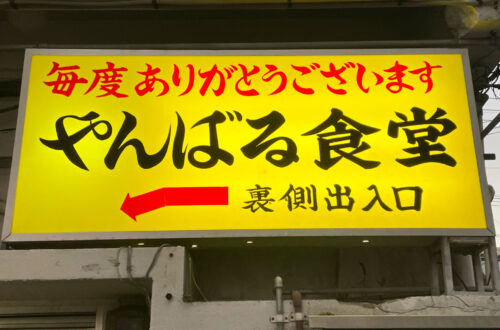 毎度ありがとうございます
やんばる食堂
裏側出入口